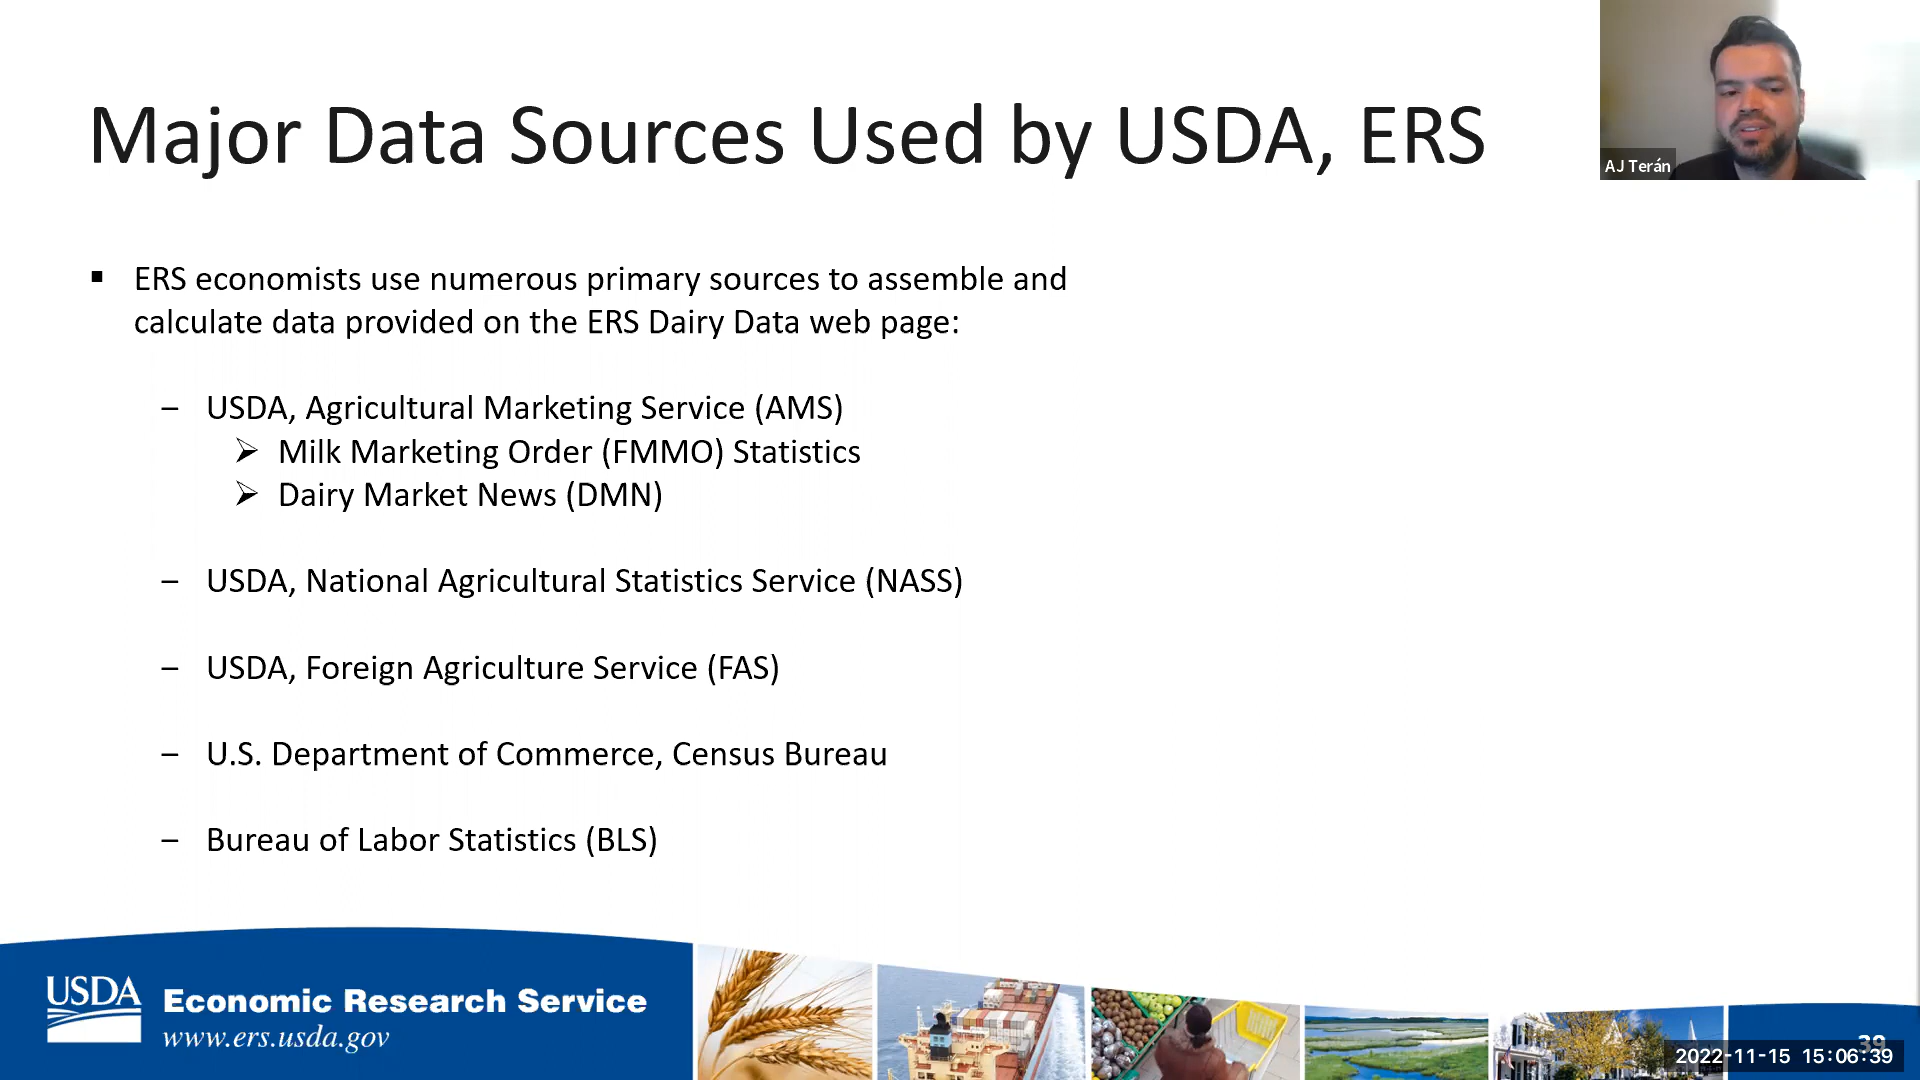 Major Data Sources Used by USDA, ERS
AJ Terán
▪ ERS economists use numerous primary sources to assemble and
calculate data provided on the ERS Dairy Data web page:
– USDA, Agricultural Marketing Service (AMS)
➢ Milk Marketing Order (FMMO) Statistics
➢ Dairy Market News (DMN)
– USDA, National Agricultural Statistics Service (NASS)
– USDA, Foreign Agriculture Service (FAS)
– U.S. Department of Commerce, Census Bureau
– Bureau of Labor Statistics (BLS)
USDA
Economic Research Service
www.ers.usda.gov
39
2022-11-15 15:06:39